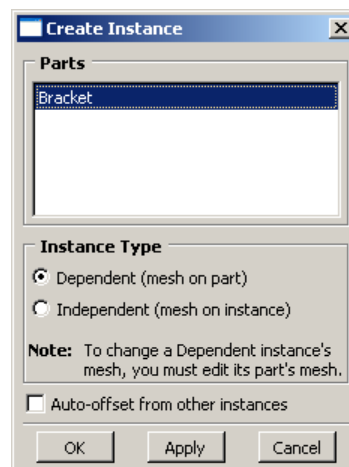 Create Instance
Parts
Bracket
Instance Type
Dependent (mesh on part)
Independent (mesh on instance)
Note: To change a Dependent instance's
mesh, you must edit its part's mesh.
Auto-offset from other instances
OK Apply Cancel